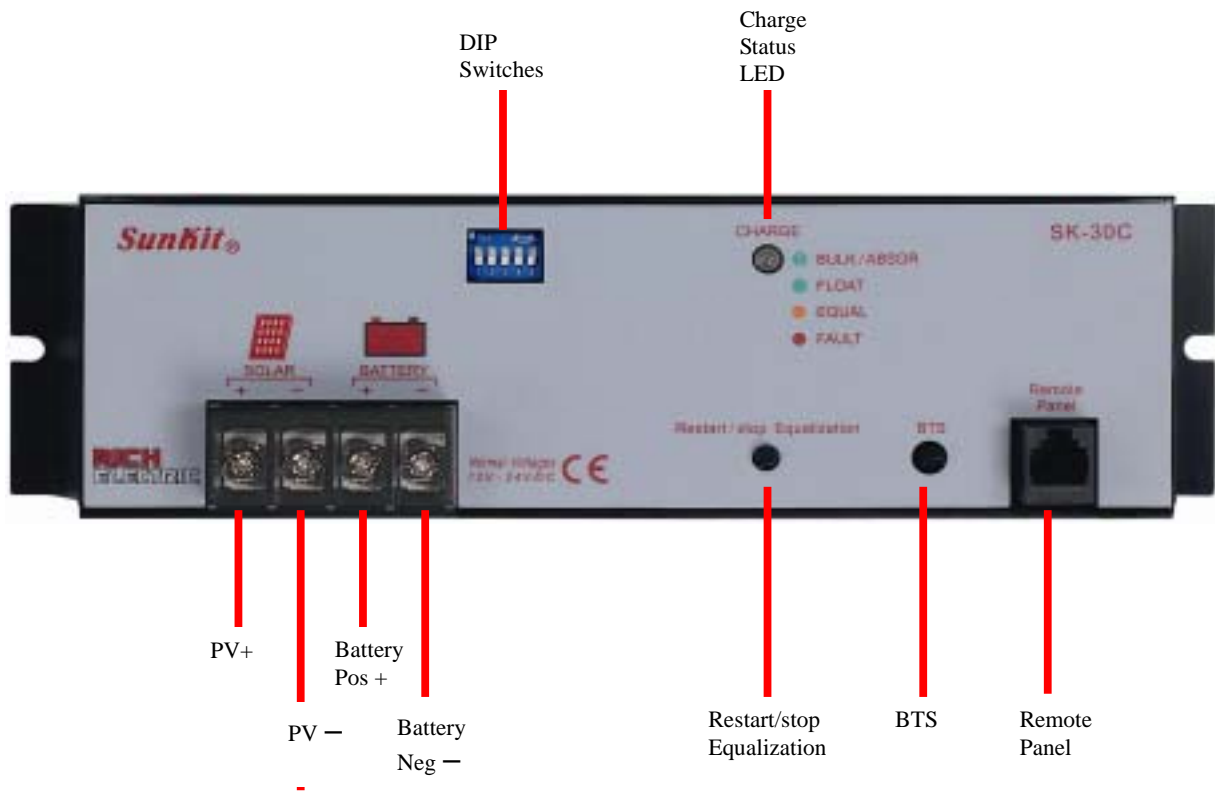 DIP
Switches
Charge
Status
LED
SunKit®
CHARGE
BULK/ABSOR
FLOAT
EQUAL
FAULT
SK-30C
SOLAR
BATTERY
+ − + −
Restart/stop Equalization
BTS
Remote
Panel
RICH
ELECTRIC
CE
PV+
Battery
Pos +
PV −
Battery
Neg −
Restart/stop
Equalization
BTS
Remote
Panel